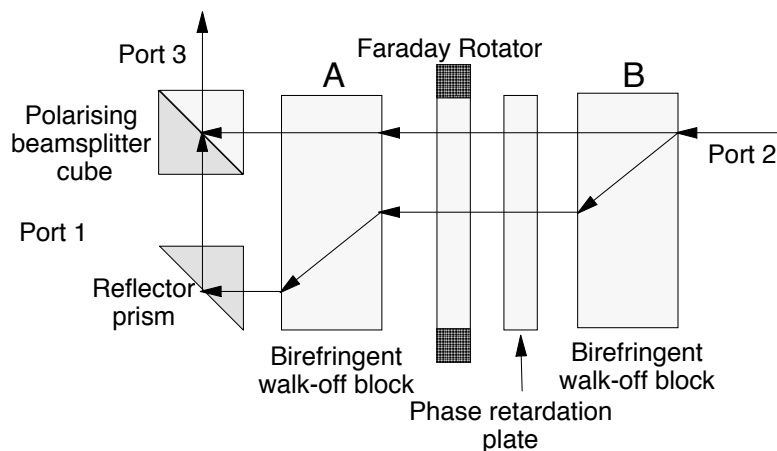 Port 3
A
Faraday Rotator
B
Polarising
beamsplitter
cube
Port 2
Port 1
Reflector
prism
Birefringent
walk-off block
Birefringent
walk-off block
Phase retardation
plate